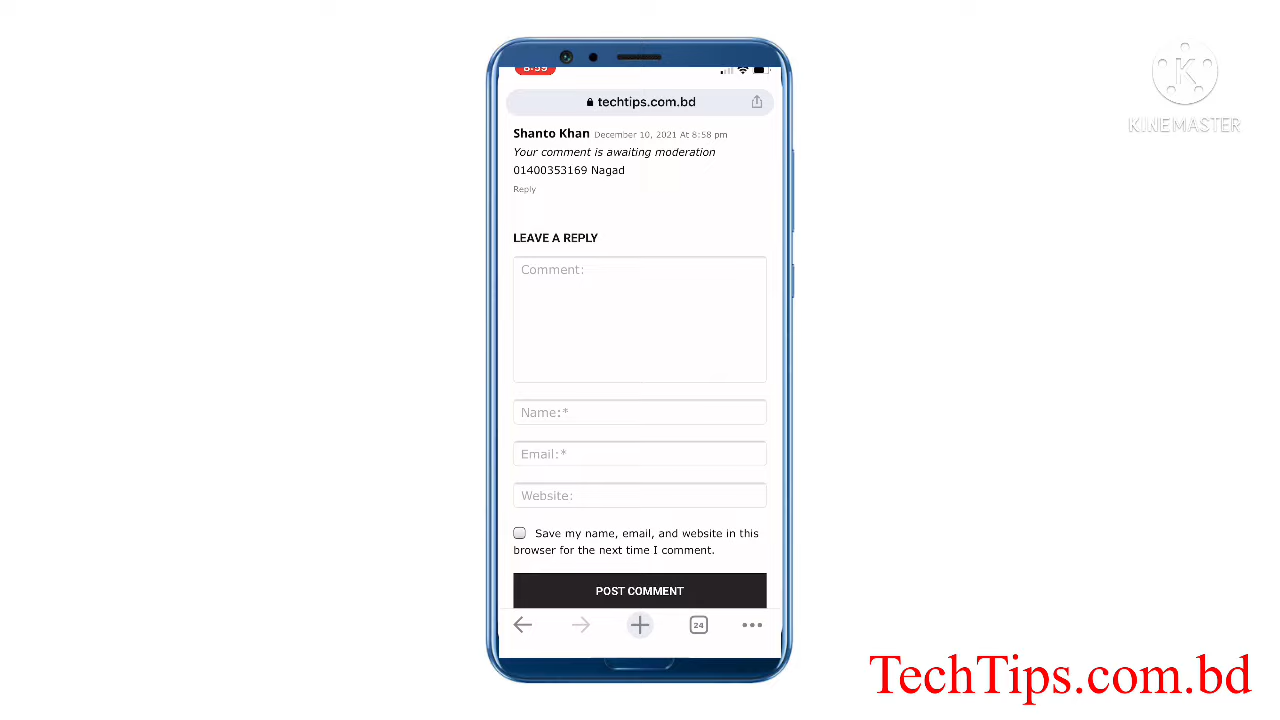 8:59
techtips.com.bd
Shanto Khan December 10, 2021 At 8:58 pm
Your comment is awaiting moderation
01400353169 Nagad
Reply
LEAVE A REPLY
Comment:
Name:*
Email:*
Website:
Save my name, email, and website in this
browser for the next time I comment.
POST COMMENT
24
K
KINEMASTER
TechTips.com.bd